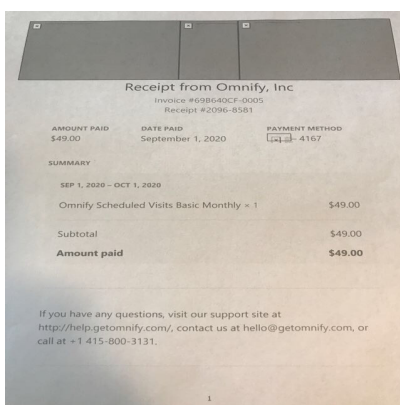 Receipt from Omnify, Inc
Invoice #69B640CF-0005
Receipt #2096-8581
AMOUNT PAID DATE PAID PAYMENT METHOD
$49.00 September 1, 2020 - 4167
SUMMARY
SEP 1, 2020 – OCT 1, 2020
Omnify Scheduled Visits Basic Monthly × 1 $49.00
Subtotal $49.00
Amount paid $49.00
If you have any questions, visit our support site at
http://help.getomnify.com/, contact us at hello@getomnify.com, or
call at +1 415-800-3131.
1